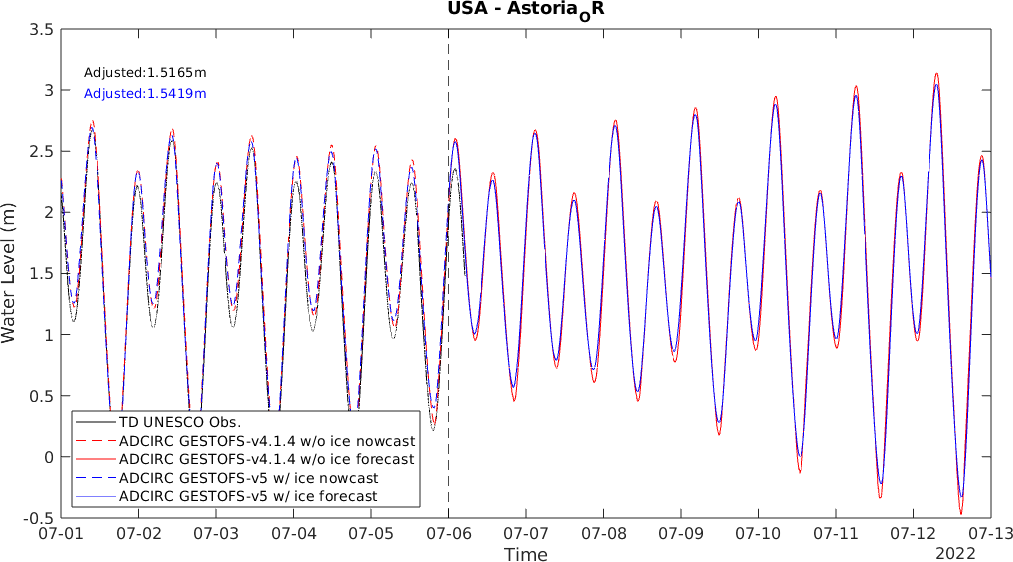 USA - Astoria_OR
Adjusted:1.5165m
Adjusted:1.5419m
Water Level (m)
3.5
3
2.5
2
1.5
1
0.5
0
-0.5
TD UNESCO Obs.
ADCIRC GESTOFS-v4.1.4 w/o ice nowcast
ADCIRC GESTOFS-v4.1.4 w/o ice forecast
ADCIRC GESTOFS-v5 w/ ice nowcast
ADCIRC GESTOFS-v5 w/ ice forecast
07-01 07-02 07-03 07-04 07-05 07-06 07-07 07-08 07-09 07-10 07-11 07-12 07-13
Time
2022